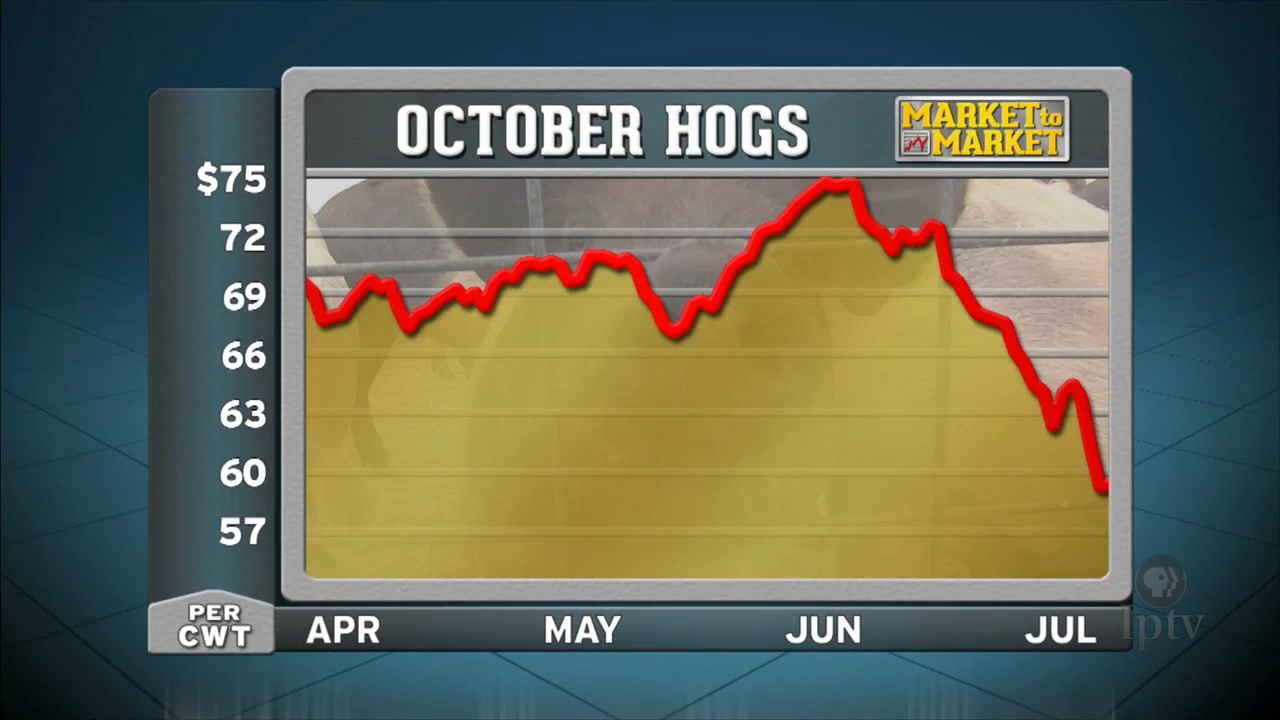 OCTOBER HOGS
MARKET to
MARKET
$75
72
69
66
63
60
57
PER
CWT
APR MAY JUN JUL
iptv